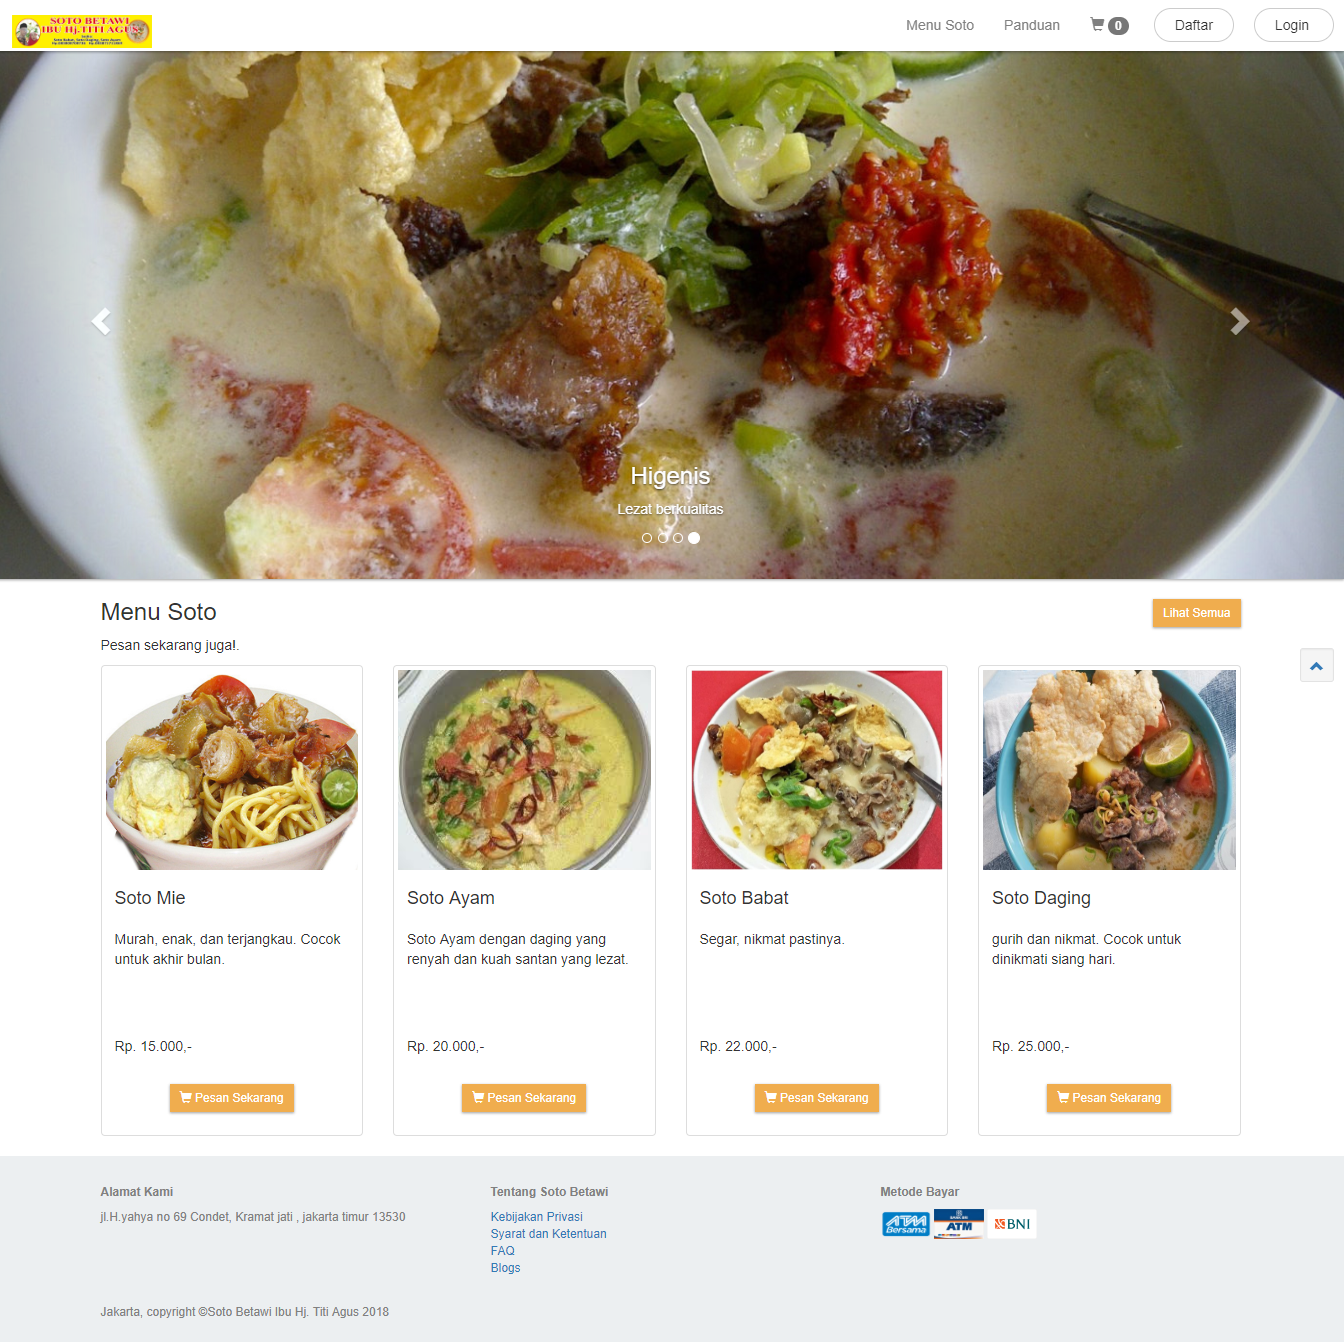 SOTO BETAWI
IBU Hj.TITI AGUS
Menu Soto
Panduan
0
Daftar
Login
Higenis
Lezat berkualitas
Menu Soto
Lihat Semua
Pesan sekarang juga!.
Soto Mie
Murah, enak, dan terjangkau. Cocok
untuk akhir bulan.
Rp. 15.000,-
Pesan Sekarang
Soto Ayam
Soto Ayam dengan daging yang
renyah dan kuah santan yang lezat.
Rp. 20.000,-
Pesan Sekarang
Soto Babat
Segar, nikmat pastinya.
Rp. 22.000,-
Pesan Sekarang
Soto Daging
gurih dan nikmat. Cocok untuk
dinikmati siang hari.
Rp. 25.000,-
Pesan Sekarang
Alamat Kami
jl.H.yahya no 69 Condet, Kramat jati , jakarta timur 13530
Tentang Soto Betawi
Kebijakan Privasi
Syarat dan Ketentuan
FAQ
Blogs
Metode Bayar
ATM
Bersama
ATM
BNI
Jakarta, copyright ©Soto Betawi Ibu Hj. Titi Agus 2018